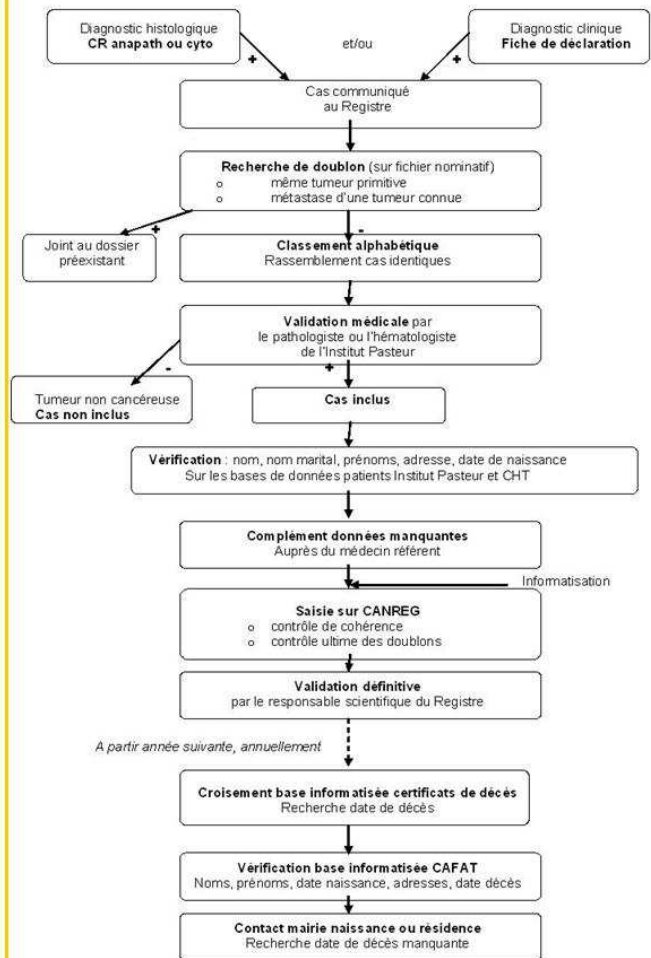 Diagnostic histologique
CR anapath ou cyto
et/ou
Diagnostic clinique
Fiche de déclaration
+
+
Cas communiqué
au Registre
Recherche de doublon (sur fichier nominatif)
o même tumeur primitive
o métastase d'une tumeur connue
+
-
Joint au dossier
préexistant
Classement alphabétique
Rassemblement cas identiques
Validation médicale par
le pathologiste ou l'hématologiste
de l'Institut Pasteur
-
+
Tumeur non cancéreuse
Cas non inclus
Cas inclus
Vérification : nom, nom marital, prénoms, adresse, date de naissance
Sur les bases de données patients Institut Pasteur et CHT
Complément données manquantes
Auprès du médecin référent
Informatisation
Saisie sur CANREG
o contrôle de cohérence
o contrôle ultime des doublons
Validation définitive
par le responsable scientifique du Registre
A partir année suivante, annuellement
Croisement base informatisée certificats de décès
Recherche date de décès
Vérification base informatisée CAFAT
Noms, prénoms, date naissance, adresses, date décès
Contact mairie naissance ou résidence
Recherche date de décès manquante